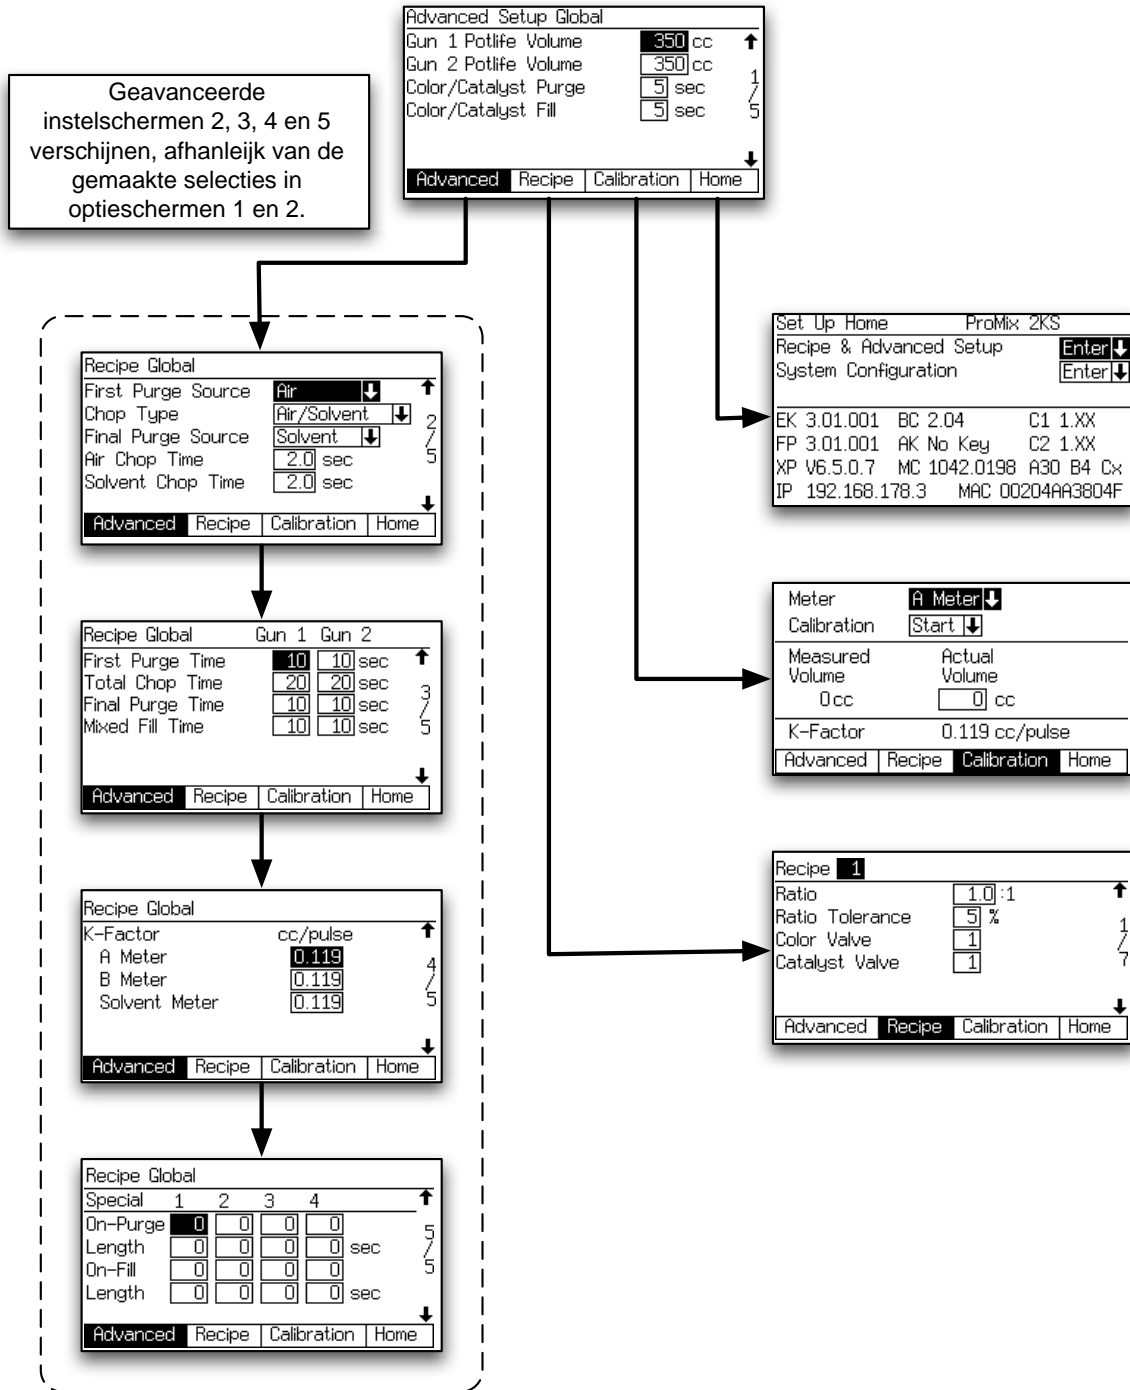 Advanced Setup Global
Gun 1 Potlife Volume 350 cc
Gun 2 Potlife Volume 350 cc
Color/Catalyst Purge 5 sec
Color/Catalyst Fill 5 sec
1/5
Advanced Recipe Calibration Home
Geavanceerde
instelschermen 2, 3, 4 en 5
verschijnen, afhanleijk van de
gemaakte selecties in
optieschermen 1 en 2.
Recipe Global
First Purge Source Air
Chop Type Air/Solvent
Final Purge Source Solvent
Air Chop Time 2.0 sec
Solvent Chop Time 2.0 sec
2/5
Advanced Recipe Calibration Home
Recipe Global Gun 1 Gun 2
First Purge Time 10 10 sec
Total Chop Time 20 20 sec
Final Purge Time 10 10 sec
Mixed Fill Time 10 10 sec
3/5
Advanced Recipe Calibration Home
Recipe Global
K-Factor cc/pulse
A Meter 0.119
B Meter 0.119
Solvent Meter 0.119
4/5
Advanced Recipe Calibration Home
Recipe Global
Special 1 2 3 4
On-Purge 0 0 0 0
Length 0 0 0 0 sec
On-Fill 0 0 0 0
Length 0 0 0 0 sec
5/5
Advanced Recipe Calibration Home
Set Up Home ProMix 2KS
Recipe & Advanced Setup Enter
System Configuration Enter
EK 3.01.001 BC 2.04 C1 1.XX
FP 3.01.001 AK No Key C2 1.XX
XP V6.5.0.7 MC 1042.0198 A30 B4 Cx
IP 192.168.178.3 MAC 00204AA3804F
Meter A Meter
Calibration Start
Measured Actual
Volume Volume
0 cc 0 cc
K-Factor 0.119 cc/pulse
Advanced Recipe Calibration Home
Recipe 1
Ratio 1.0 :1
Ratio Tolerance 5 %
Color Valve 1
Catalyst Valve 1
1/7
Advanced Recipe Calibration Home